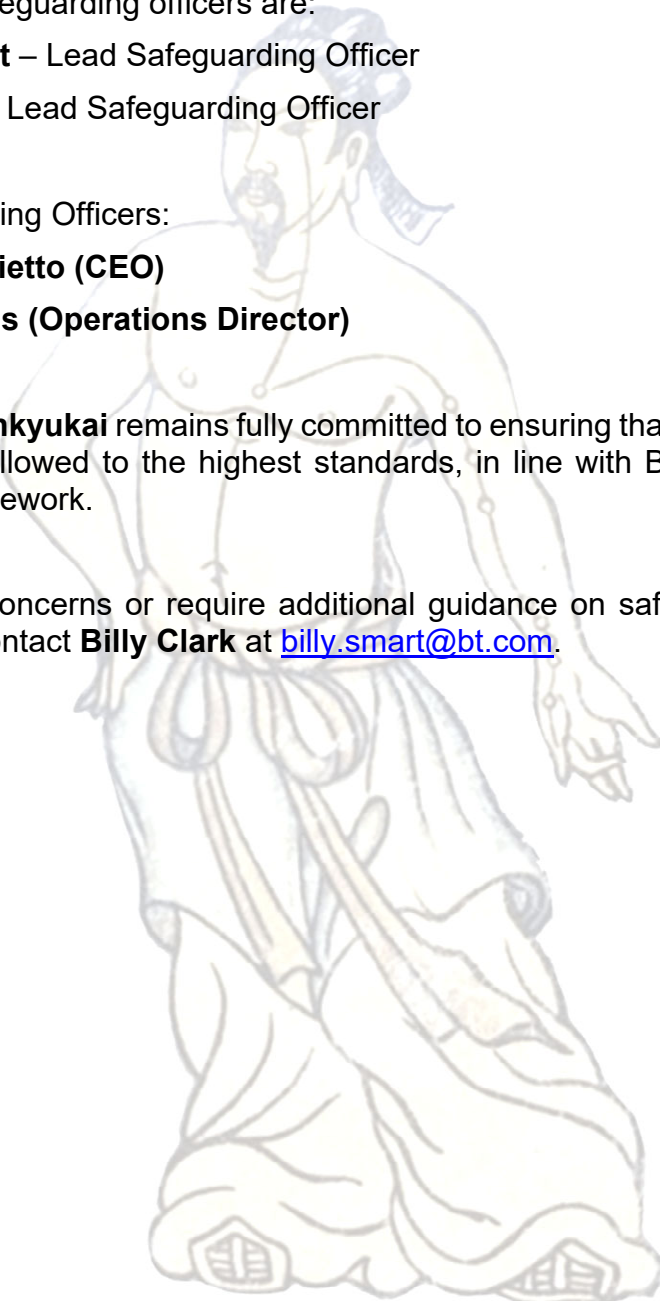 eguarding officers are:
t – Lead Safeguarding Officer
Lead Safeguarding Officer
ing Officers:
ietto (CEO)
s (Operations Director)
nkyukai remains fully committed to ensuring tha
llowed to the highest standards, in line with B
ework.
oncerns or require additional guidance on saf
ontact Billy Clark at billy.smart@bt.com.